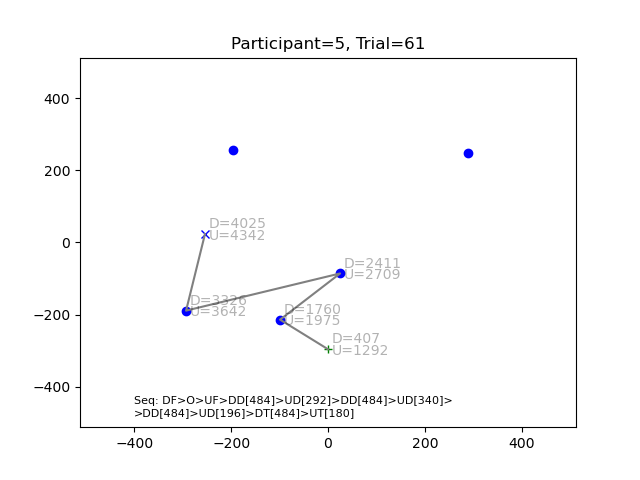 Participant=5, Trial=61
400
200
0
−200
−400
D=4025
U=4342
D=2411
U=2709
D=3326
U=3642
D=1760
U=1975
D=407
U=1292
Seq: DF>O>UF>DD[484]>UD[292]>DD[484]>UD[340]>
>DD[484]>UD[196]>DT[484]>UT[180]
−400 −200 0 200 400